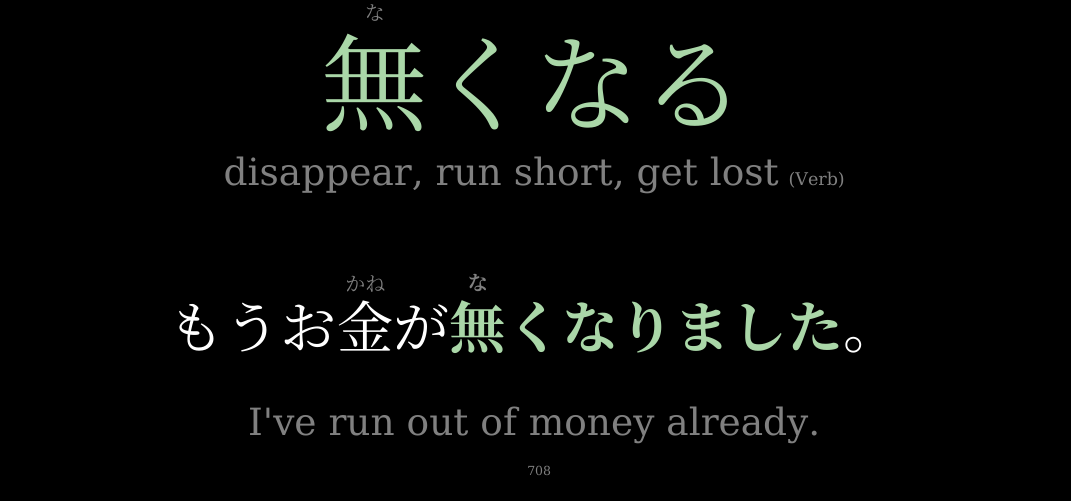 な
無くなる
disappear, run short, get lost (Verb)
かね な
もうお金が無くなりました。
I've run out of money already.
708